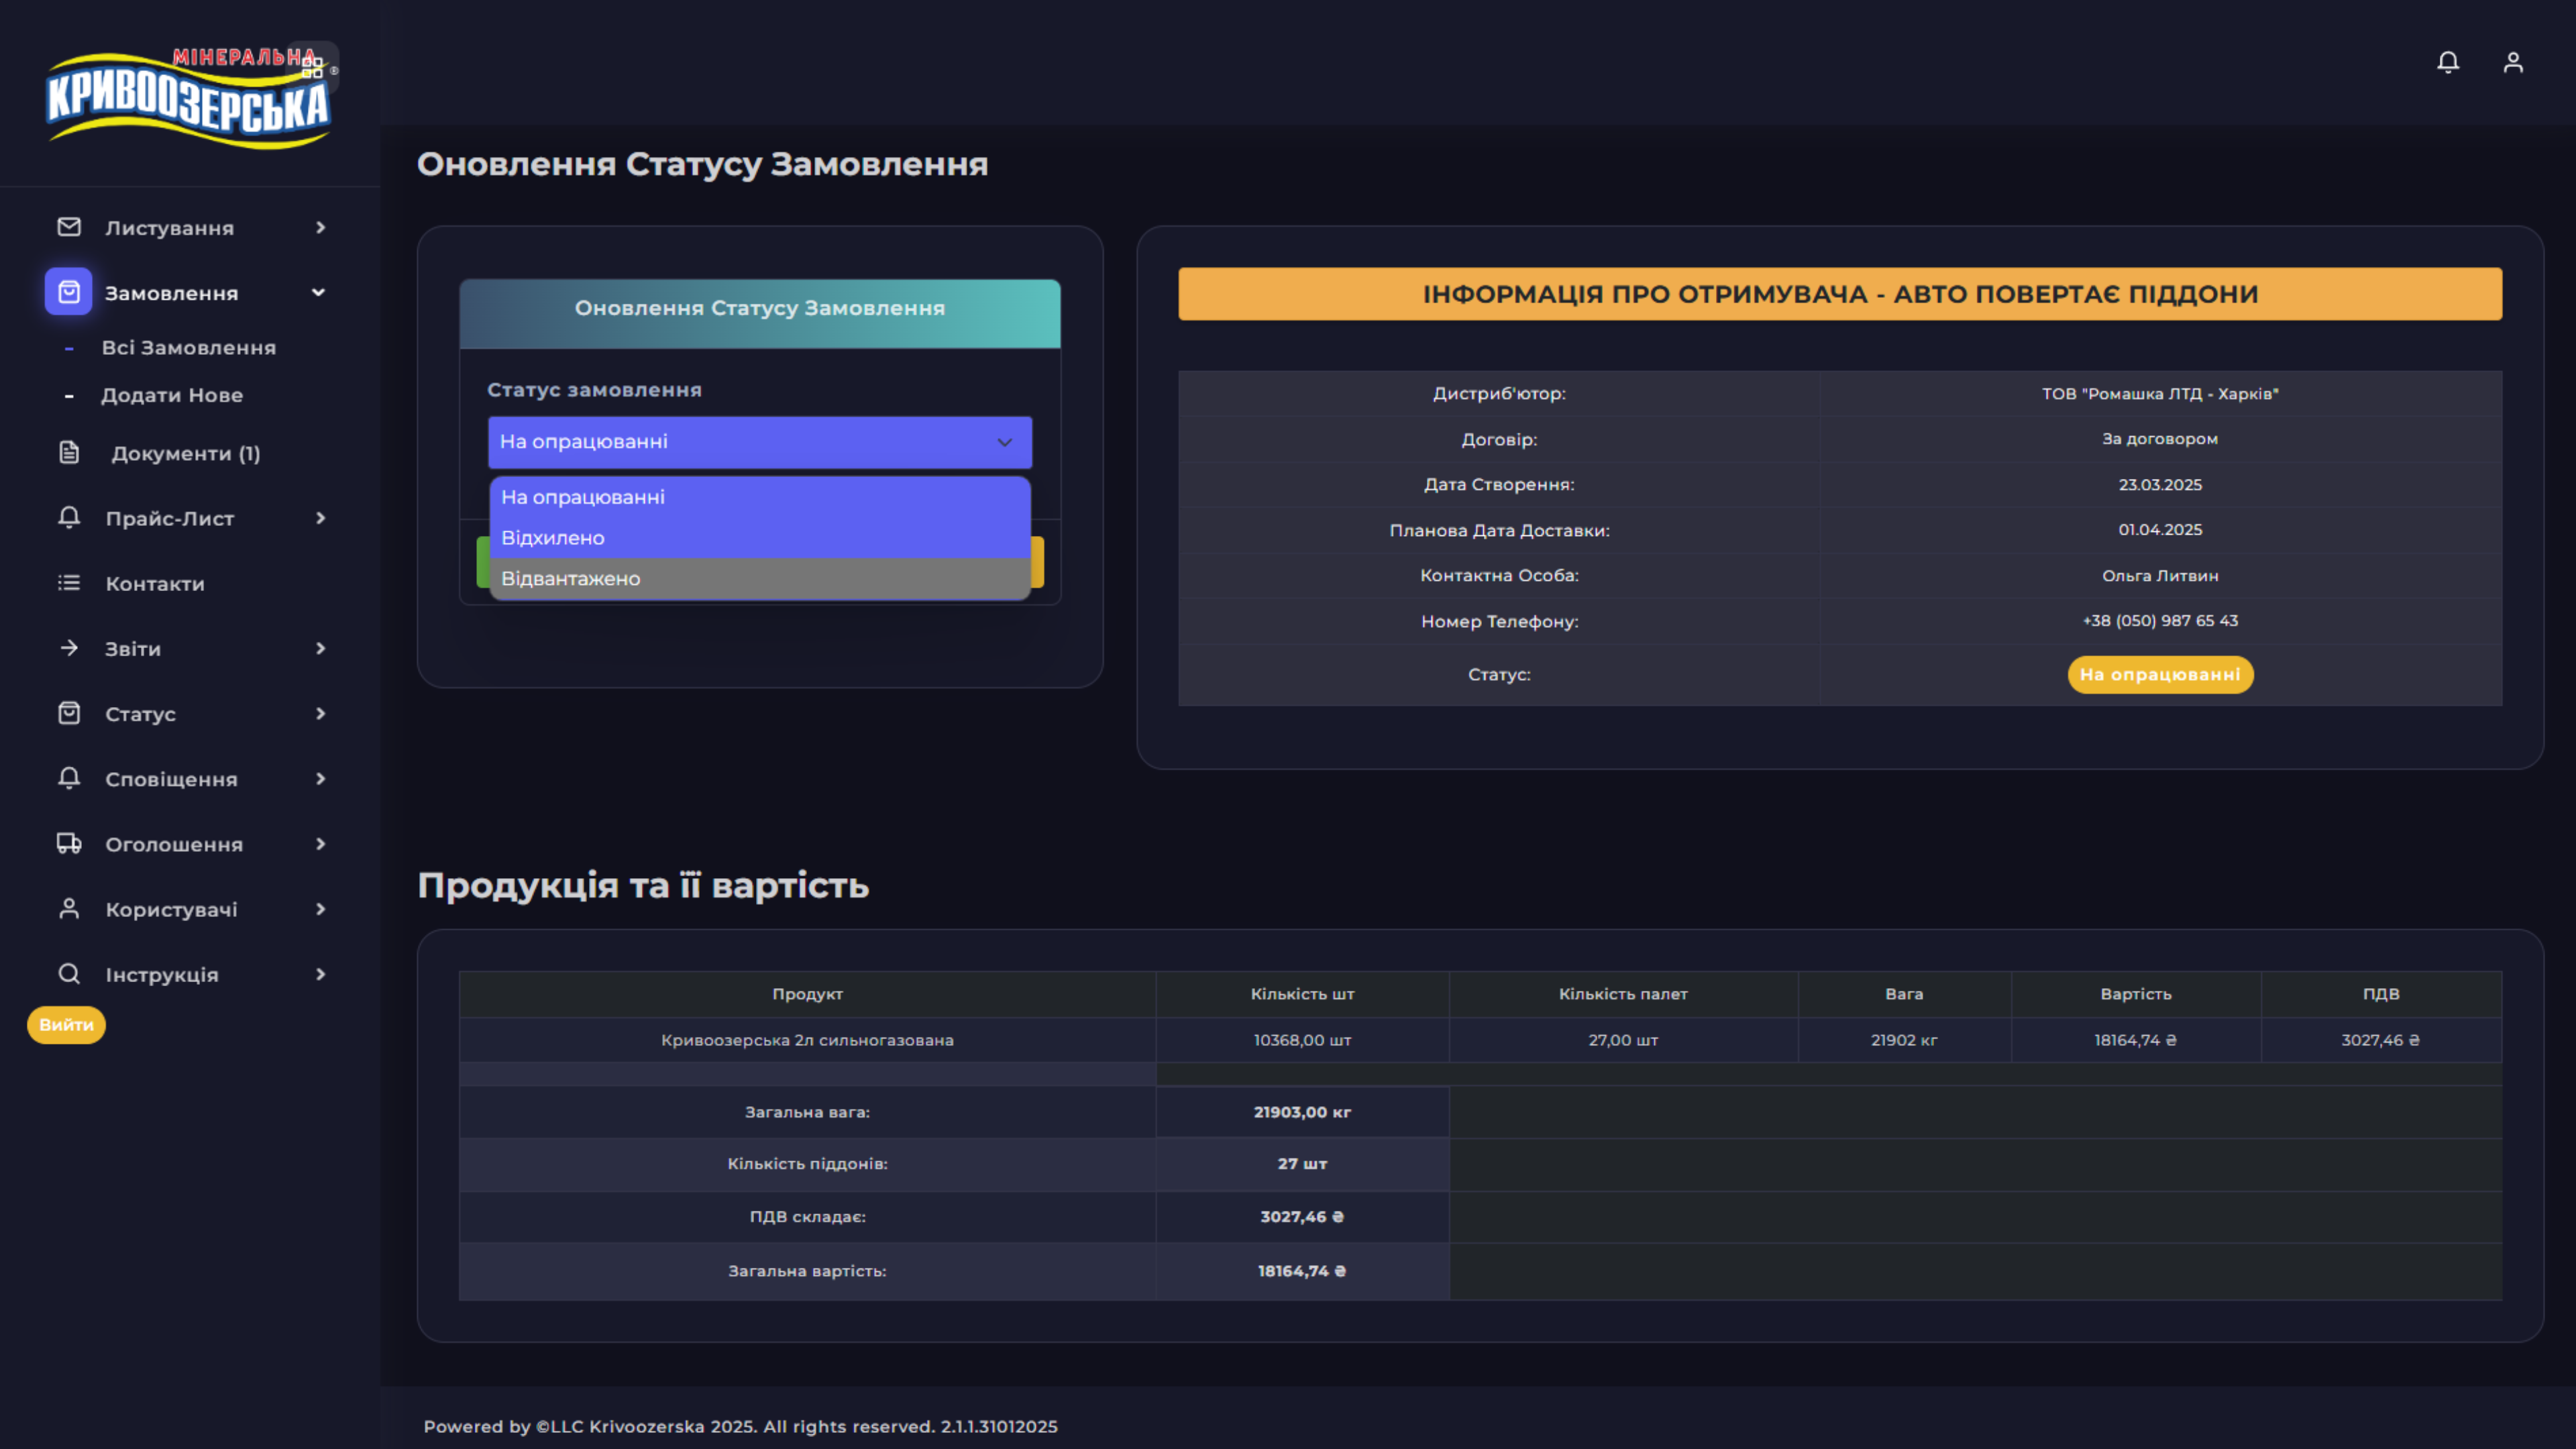 МІНЕРАЛЬНА
КРИВООЗЕРСЬКА
®
Листування
Замовлення
- Всі Замовлення
- Додати Нове
Документи (1)
Прайс-Лист
Контакти
Звіти
Статус
Сповіщення
Оголошення
Користувачі
Інструкція
Вийти
Оновлення Статусу Замовлення
Оновлення Статусу Замовлення
Статус замовлення
На опрацюванні
На опрацюванні
Відхилено
Відвантажено
ІНФОРМАЦІЯ ПРО ОТРИМУВАЧА - АВТО ПОВЕРТАЄ ПІДДОНИ
Дистриб'ютор: ТОВ "Ромашка ЛТД - Харків"
Договір: За договором
Дата Створення: 23.03.2025
Планова Дата Доставки: 01.04.2025
Контактна Особа: Ольга Литвин
Номер Телефону: +38 (050) 987 65 43
Статус: На опрацюванні
Продукція та її вартість
Продукт Кількість шт Кількість палет Вага Вартість ПДВ
Кривоозерська 2л сильногазована 10368,00 шт 27,00 шт 21902 кг 18164,74 ₴ 3027,46 ₴
Загальна вага: 21903,00 кг
Кількість піддонів: 27 шт
ПДВ складає: 3027,46 ₴
Загальна вартість: 18164,74 ₴
Powered by ©LLC Krivoozerska 2025. All rights reserved. 2.1.1.31012025